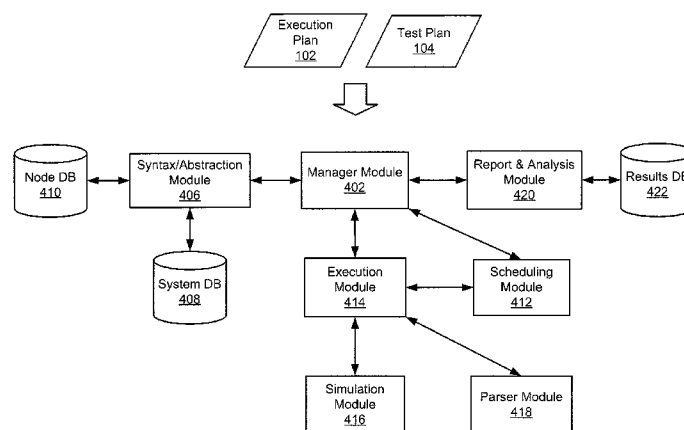 Execution
Plan
102
Test Plan
104
Node DB
410
Syntax/Abstraction
Module
406
Manager Module
402
Report & Analysis
Module
420
Results DB
422
System DB
408
Execution
Module
414
Scheduling
Module
412
Simulation
Module
416
Parser Module
418